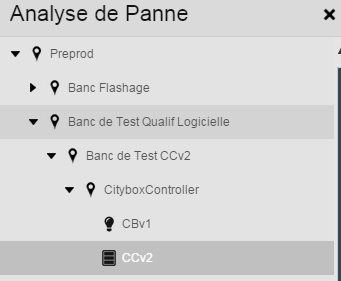 Analyse de Panne
Preprod
Banc Flashage
Banc de Test Qualif Logicielle
Banc de Test CCv2
CityboxController
CBv1
CCv2